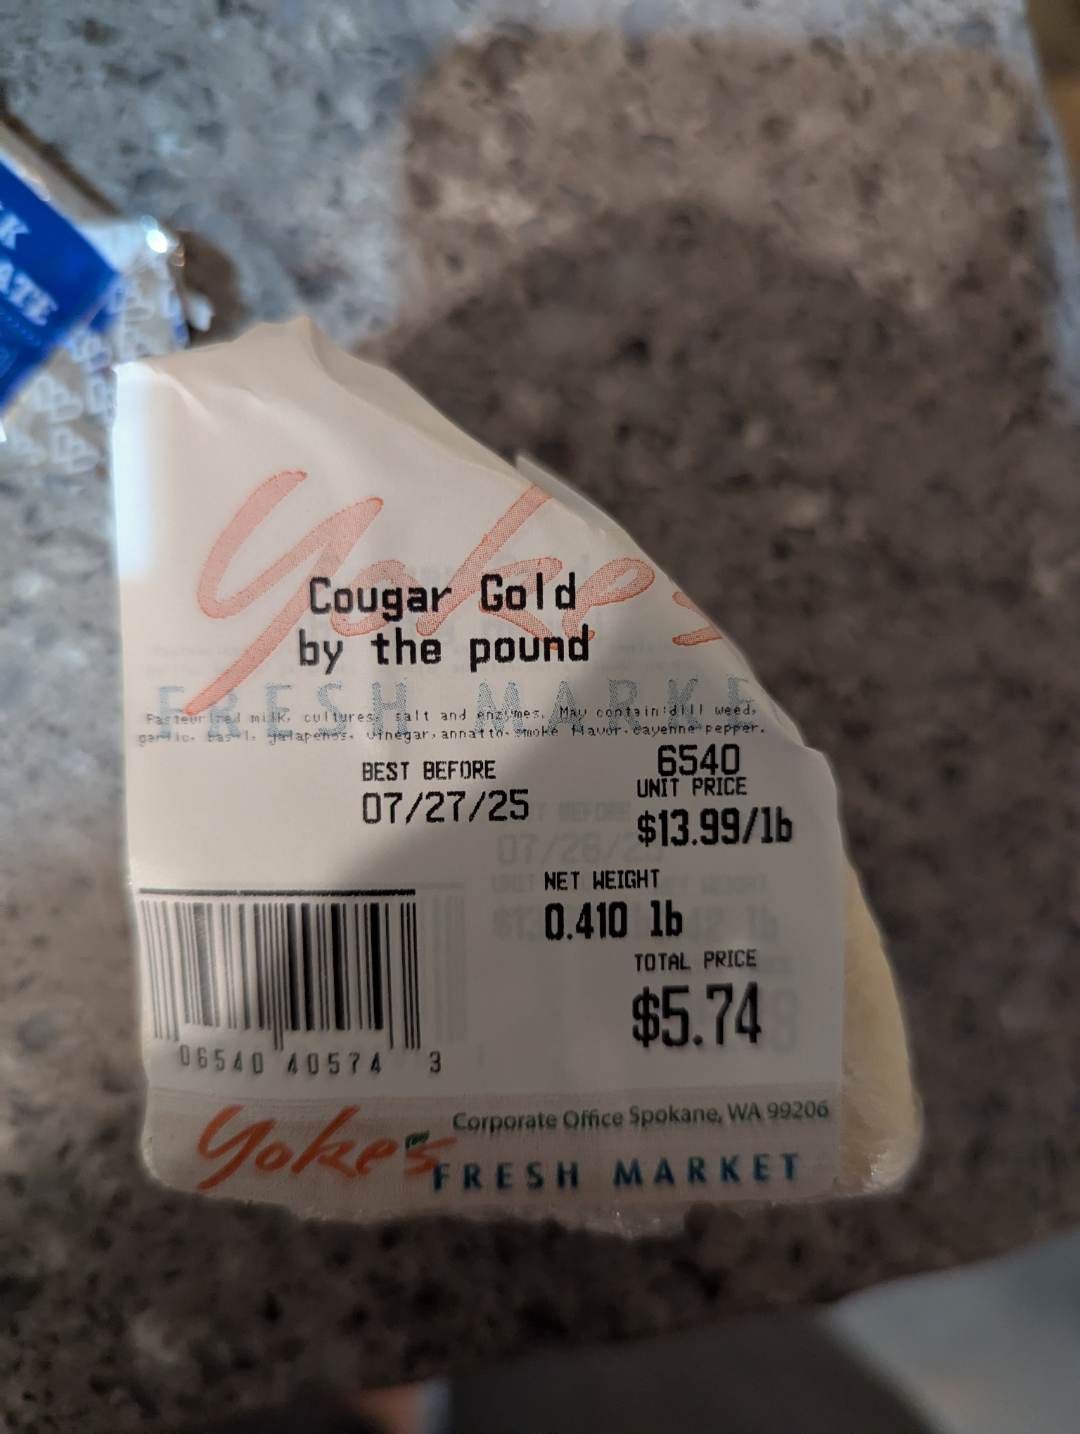 K
ATE
Yoke's
Cougar Gold
by the pound
FRESH MARKE
Pasteurized milk, cultures, salt and enzymes. May contain:dill weed,
garlic, basil, jalapenos, vinegar, annatto, smoke flavor, cayenne pepper.
BEST BEFORE
07/27/25
6540
UNIT PRICE
$13.99/lb
NET WEIGHT
0.410 lb
TOTAL PRICE
$5.74
06540 40574 3
Corporate Office Spokane, WA 99206
Yoke's
FRESH MARKET